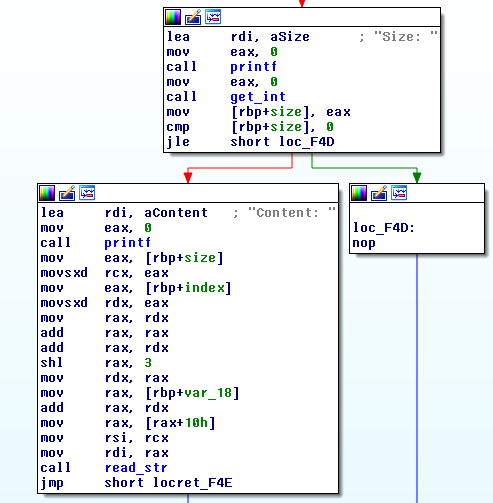 lea rdi, aSize ; "Size: "
mov eax, 0
call printf
mov eax, 0
call get_int
mov [rbp+size], eax
cmp [rbp+size], 0
jle short loc_F4D
lea rdi, aContent ; "Content: "
mov eax, 0
call printf
mov eax, [rbp+size]
movsxd rcx, eax
mov eax, [rbp+index]
movsxd rdx, eax
mov rax, rdx
add rax, rax
add rax, rdx
shl rax, 3
mov rdx, rax
mov rax, [rbp+var_18]
add rax, rdx
mov rax, [rax+10h]
mov rsi, rcx
mov rdi, rax
call read_str
jmp short locret_F4E
loc_F4D:
nop